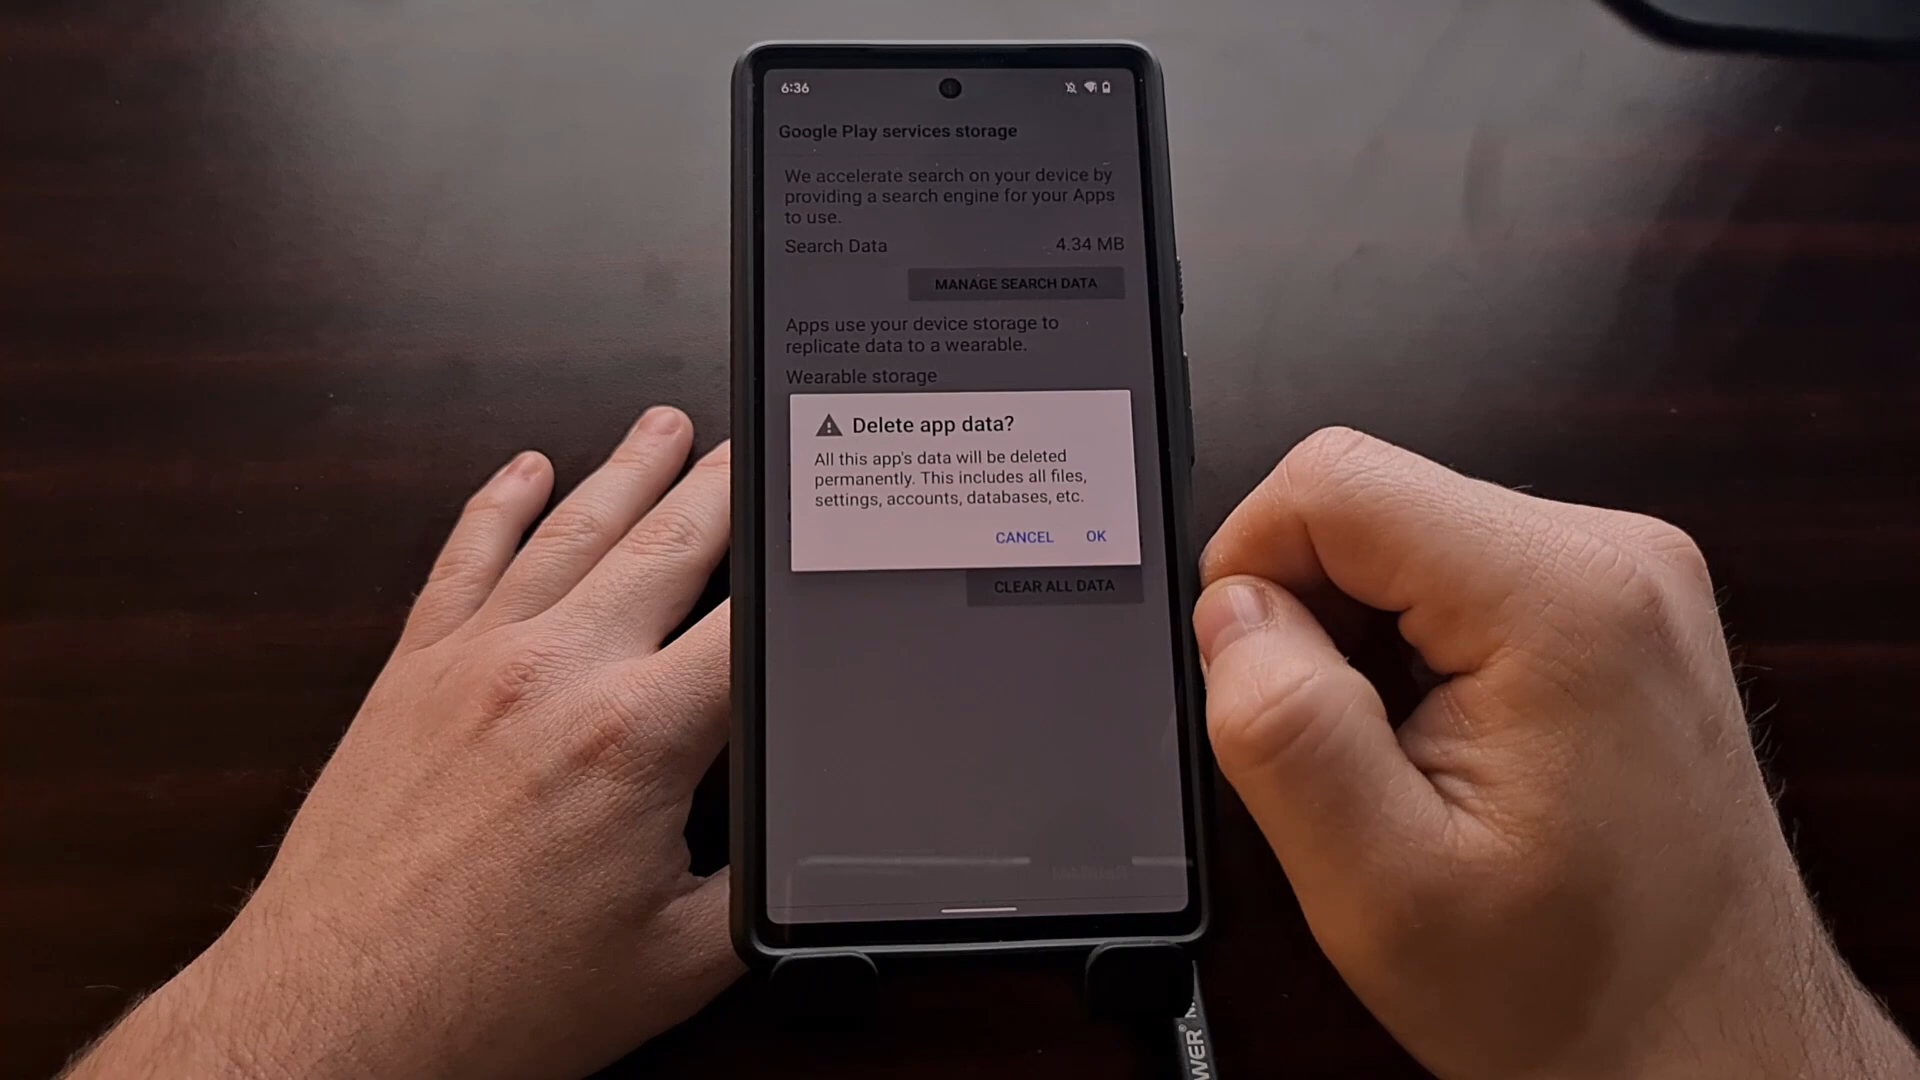 6:36
Google Play services storage
We accelerate search on your device by
providing a search engine for your Apps
to use.
Search Data 4.34 MB
MANAGE SEARCH DATA
Apps use your device storage to
replicate data to a wearable.
Wearable storage
Delete app data?
All this app's data will be deleted
permanently. This includes all files,
settings, accounts, databases, etc.
CANCEL OK
CLEAR ALL DATA